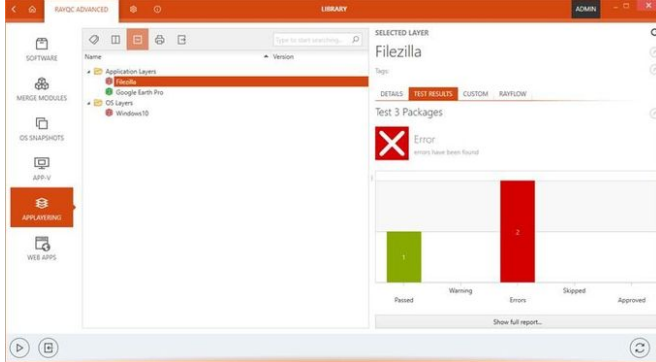 RAYQC ADVANCED
LIBRARY
ADMIN
SOFTWARE
MERGE MODULES
OS SNAPSHOTS
APP-V
APPLAYERING
WEB APPS
Type to start searching...
Name
Version
Application Layers
Filezilla
Google Earth Pro
OS Layers
Windows10
SELECTED LAYER
Filezilla
Tags
DETAILS TEST RESULTS CUSTOM RAYFLOW
Test 3 Packages
Error
errors have been found
1
2
Passed Warning Errors Skipped Approved
Show full report...